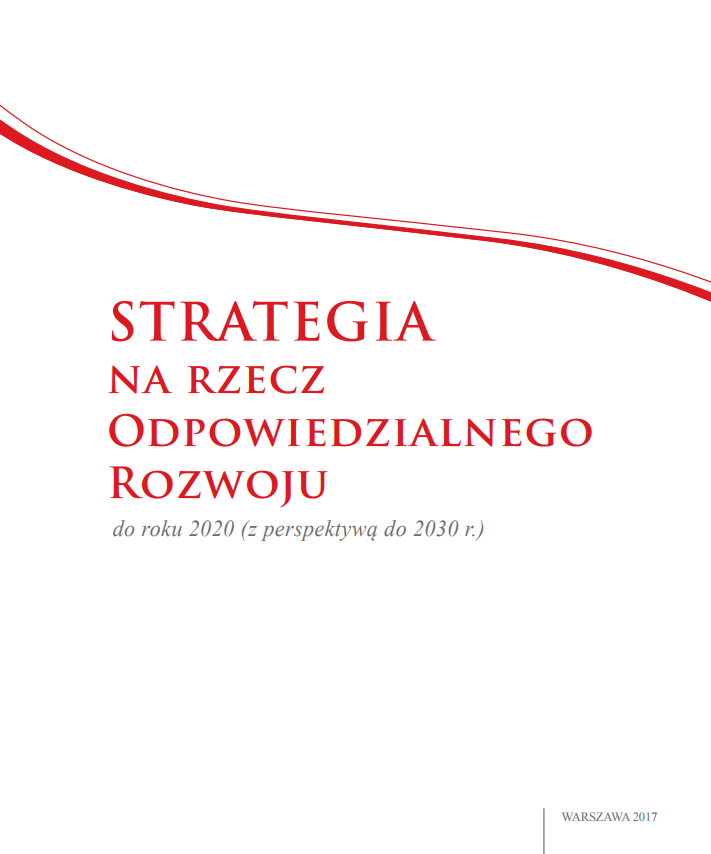 STRATEGIA
NA RZECZ
ODPOWIEDZIALNEGO
ROZWOJU
do roku 2020 (z perspektywą do 2030 r.)
WARSZAWA 2017